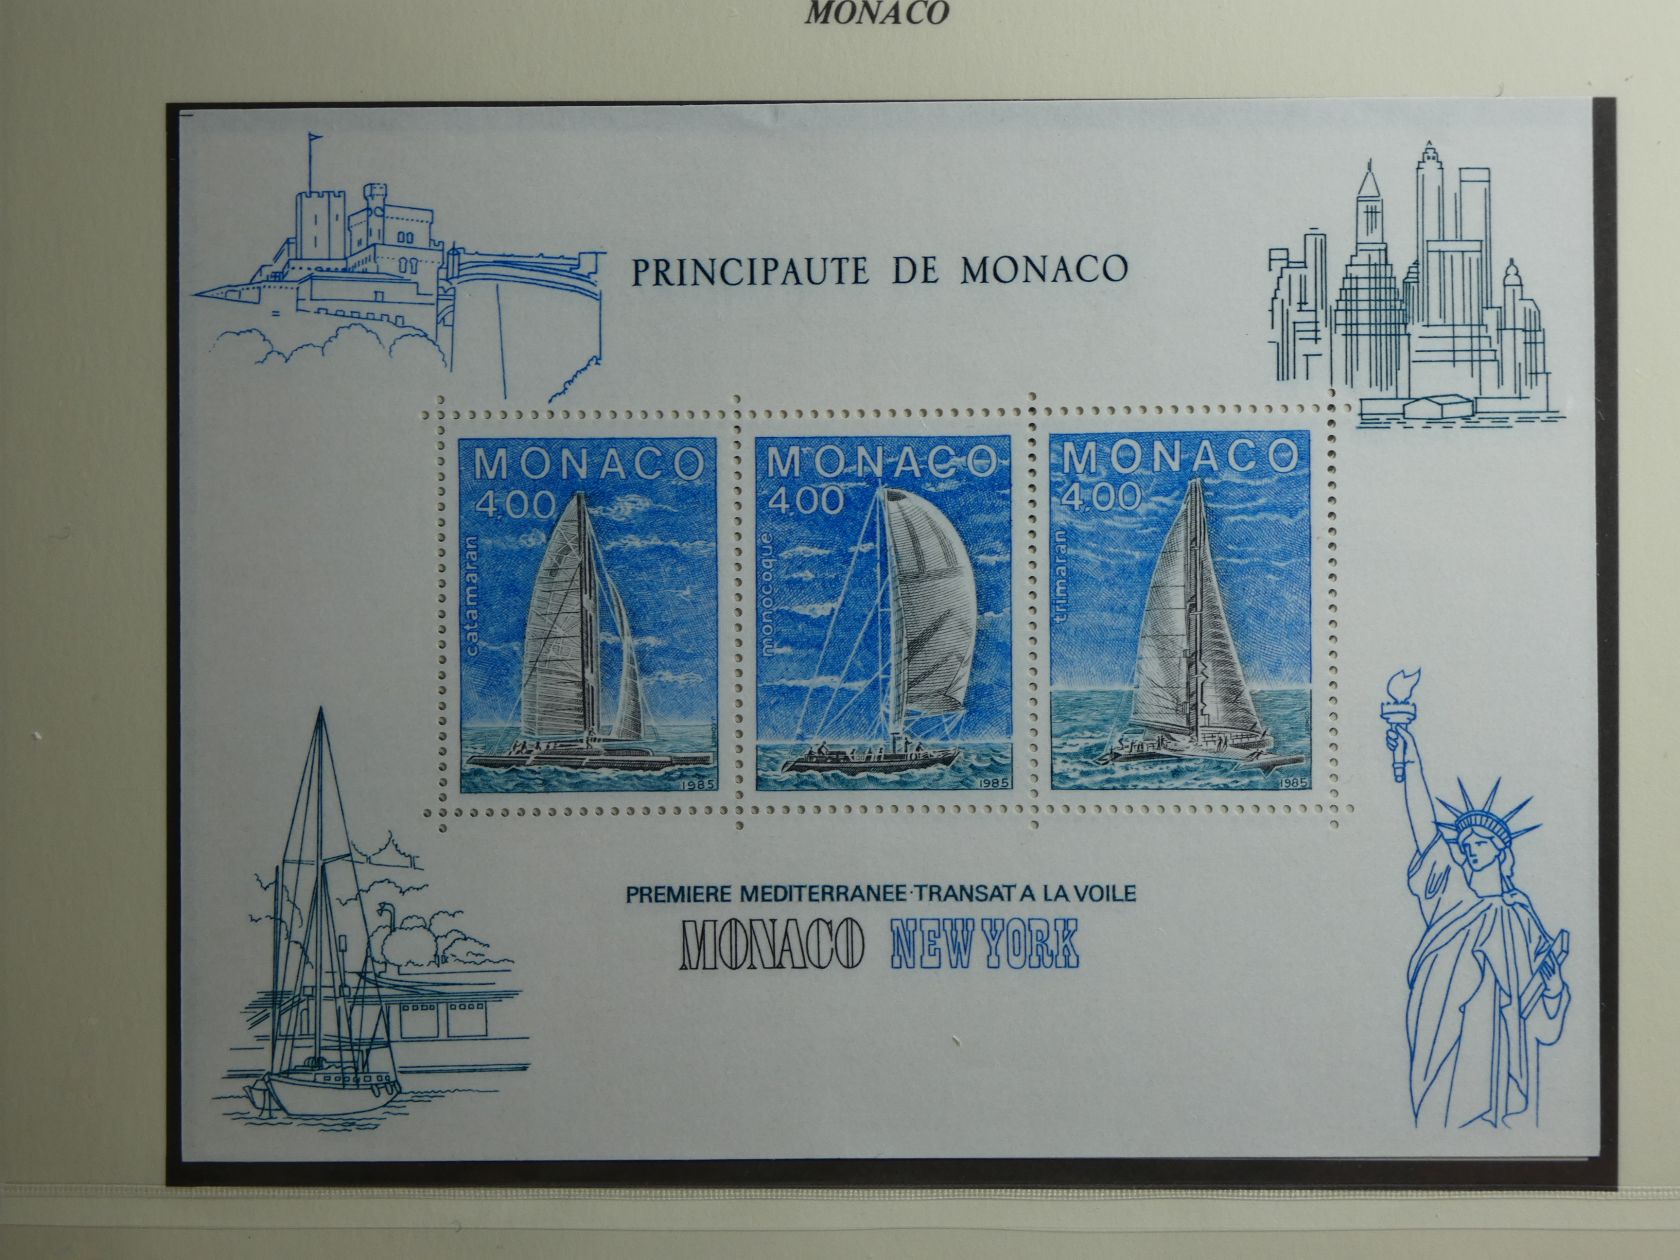 MONACO
PRINCIPAUTE DE MONACO
MONACO
4,00
catamaran
1985
MONACO
4,00
monocoque
1985
MONACO
4,00
trimaran
1985
PREMIERE MEDITERRANEE·TRANSAT A LA VOILE
MONACO NEW YORK